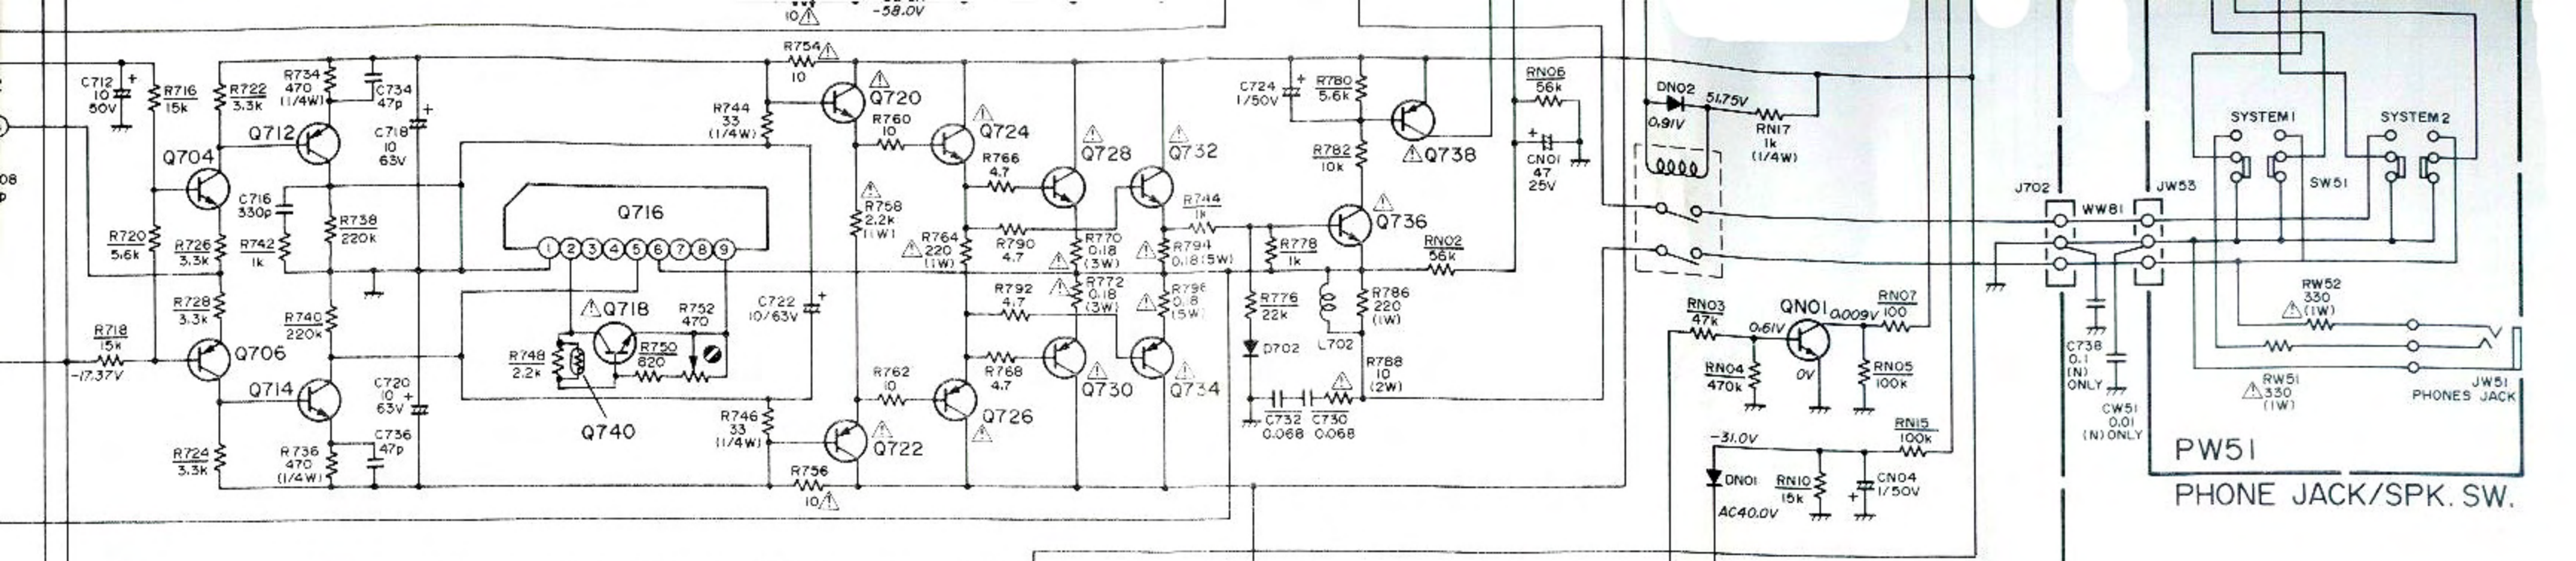 10
-58.0V
R754
10
C712
10
50V
R716
15k
R722
3.3k
R734
470
(1/4W)
C734
47p
Q712
Q704
C718
10
63V
R744
33
(1/4W)
Q720
R760
10
Q724
R766
4.7
Q728
Q732
C724
1/50V
R780
5.6k
R782
10k
Q738
RN06
56k
CN01
47
25V
DN02
51.75V
0.91V
RN17
1k
(1/4W)
SYSTEM1
SYSTEM2
SW51
J702
WW81
JW53
08
p
C716
330p
R738
220k
R720
5.6k
R726
3.3k
R742
1k
Q716
1 2 3 4 5 6 7 8 9
R758
2.2k
(1W)
R764
220
(1W)
R790
4.7
R770
0.18
(3W)
R744
1k
R794
0.18(5W)
R778
1k
Q736
RN02
56k
R728
3.3k
R740
220k
Q718
R752
470
C722
10/63V
R792
4.7
R772
0.18
(3W)
R796
0.18
(5W)
R776
22k
L702
R786
220
(1W)
RN03
47k
0.61V
QN01
0.009V
RN07
100
RW52
330
(1W)
R718
15k
-17.37V
Q706
R748
2.2k
R750
820
R762
10
R768
4.7
Q730
Q734
D702
R788
10
(2W)
RN04
470k
0V
RN05
100k
C738
0.1
(N)
ONLY
Q714
C720
10
63V
Q740
R746
33
(1/4W)
Q726
C732
0.068
C730
0.068
CW51
0.01
(N)ONLY
RW51
330
(1W)
JW51
PHONES JACK
R724
3.3k
R736
470
(1/4W)
C736
47p
R756
10
Q722
-31.0V
RN15
100k
DN01
RN10
15k
CN04
1/50V
AC40.0V
PW51
PHONE JACK/SPK. SW.